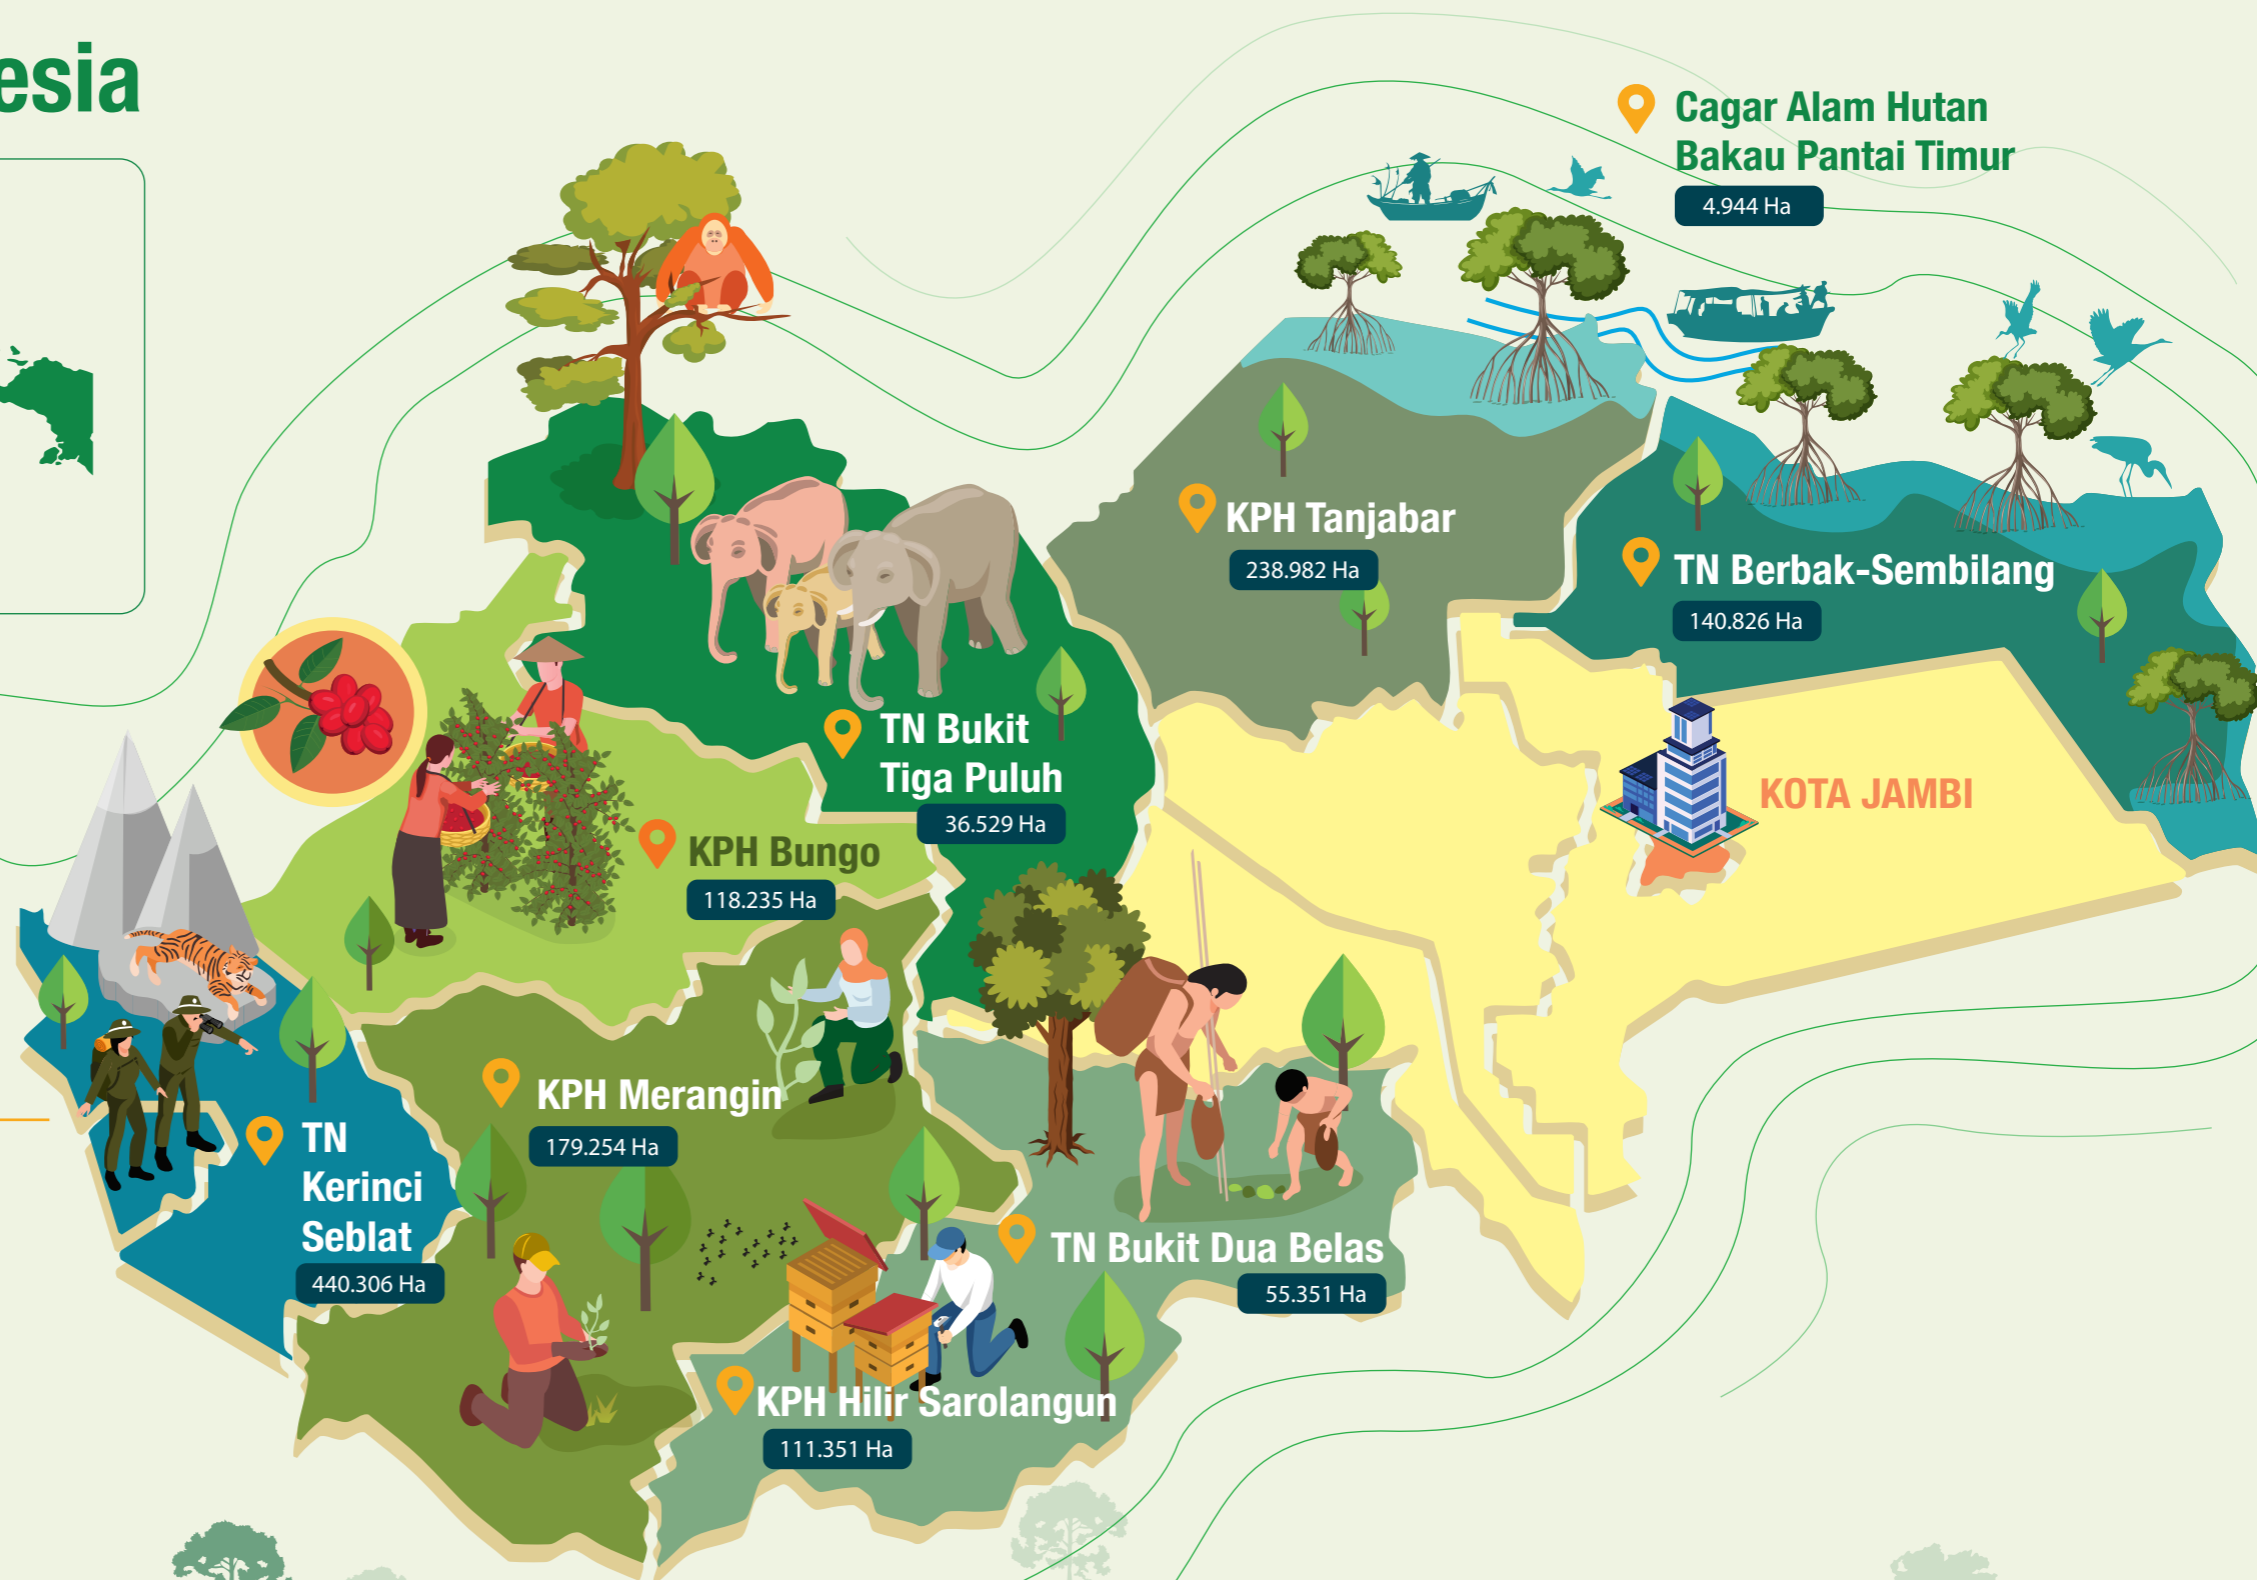 esia
Cagar Alam Hutan
Bakau Pantai Timur
4.944 Ha
KPH Tanjabar
238.982 Ha
TN Berbak-Sembilang
140.826 Ha
TN Bukit
Tiga Puluh
36.529 Ha
KOTA JAMBI
KPH Bungo
118.235 Ha
KPH Merangin
179.254 Ha
TN
Kerinci
Seblat
440.306 Ha
TN Bukit Dua Belas
55.351 Ha
KPH Hilir Sarolangun
111.351 Ha